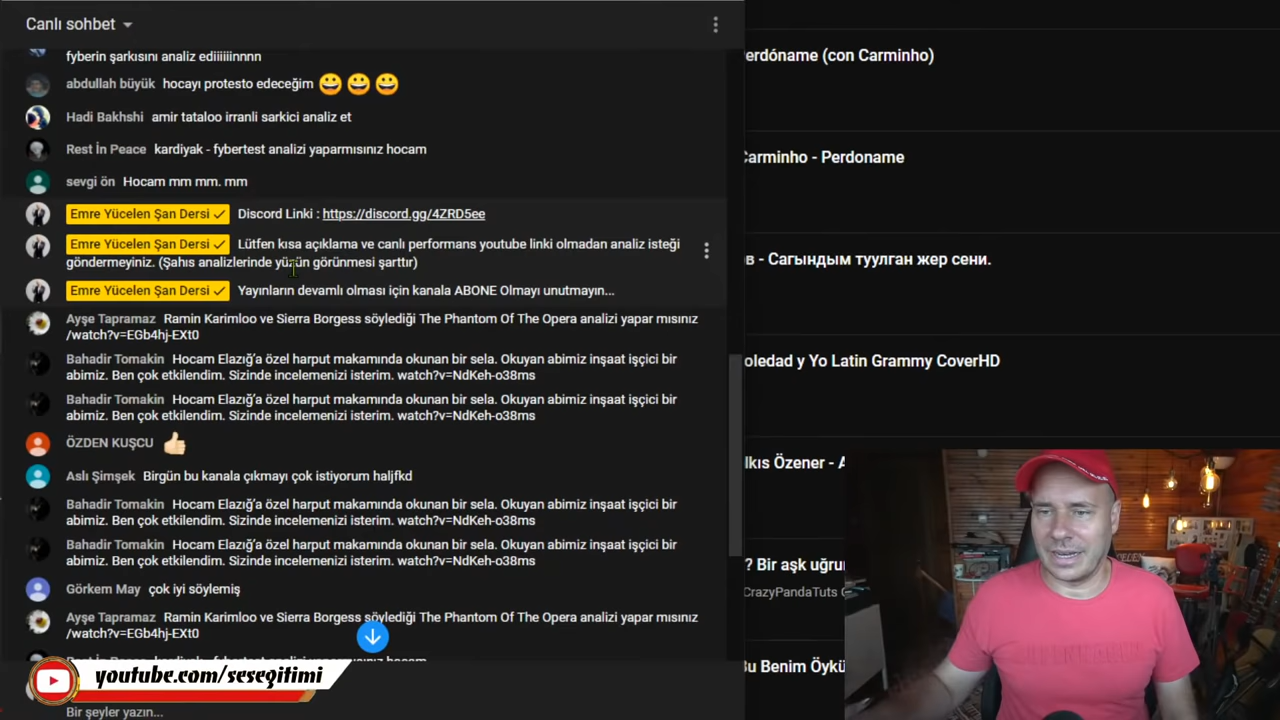 Canlı sohbet
fyberin şarkısını analiz ediiiiiinnnn
abdullah büyük hocayı protesto edeceğim 😀 😀 😀
Hadi Bakhshi amir tataloo irranli sarkici analiz et
Rest İn Peace kardiyak - fybertest analizi yaparmısınız hocam
sevgi ön Hocam mm mm. mm
Emre Yücelen Şan Dersi ✓ Discord Linki : https://discord.gg/4ZRD5ee
Emre Yücelen Şan Dersi ✓ Lütfen kısa açıklama ve canlı performans youtube linki olmadan analiz isteği
göndermeyiniz. (Şahıs analizlerinde yüzün görünmesi şarttır)
Emre Yücelen Şan Dersi ✓ Yayınların devamlı olması için kanala ABONE Olmayı unutmayın...
Ayşe Tapramaz Ramin Karimloo ve Sierra Borgess söylediği The Phantom Of The Opera analizi yapar mısınız
/watch?v=EGb4hj-EXt0
Bahadir Tomakin Hocam Elazığ'a özel harput makamında okunan bir sela. Okuyan abimiz inşaat işçici bir
abimiz. Ben çok etkilendim. Sizinde incelemenizi isterim. watch?v=NdKeh-o38ms
Bahadir Tomakin Hocam Elazığ'a özel harput makamında okunan bir sela. Okuyan abimiz inşaat işçici bir
abimiz. Ben çok etkilendim. Sizinde incelemenizi isterim. watch?v=NdKeh-o38ms
ÖZDEN KUŞCU 👍🏻
Aslı Şimşek Birgün bu kanala çıkmayı çok istiyorum haljfkd
Bahadir Tomakin Hocam Elazığ'a özel harput makamında okunan bir sela. Okuyan abimiz inşaat işçici bir
abimiz. Ben çok etkilendim. Sizinde incelemenizi isterim. watch?v=NdKeh-o38ms
Bahadir Tomakin Hocam Elazığ'a özel harput makamında okunan bir sela. Okuyan abimiz inşaat işçici bir
abimiz. Ben çok etkilendim. Sizinde incelemenizi isterim. watch?v=NdKeh-o38ms
Görkem May çok iyi söylemiş
Ayşe Tapramaz Ramin Karimloo ve Sierra Borgess söylediği The Phantom Of The Opera analizi yapar mısınız
/watch?v=EGb4hj-EXt0
youtube.com/sesegitimi
Bir şeyler yazın...
erdóname (con Carminho)
Carminho - Perdoname
в - Сагындым туулган жер сени.
oledad y Yo Latin Grammy CoverHD
lkıs Özener - A
? Bir aşk uğrun
CrazyPandaTuts
Bu Benim Öykü